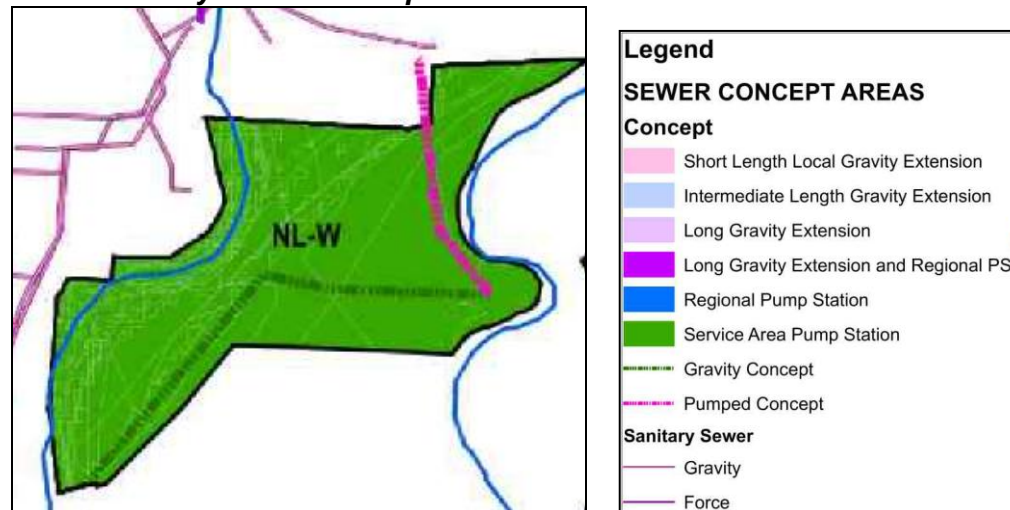 NL-W
Legend
SEWER CONCEPT AREAS
Concept
Short Length Local Gravity Extension
Intermediate Length Gravity Extension
Long Gravity Extension
Long Gravity Extension and Regional PS
Regional Pump Station
Service Area Pump Station
Gravity Concept
Pumped Concept
Sanitary Sewer
Gravity
Force